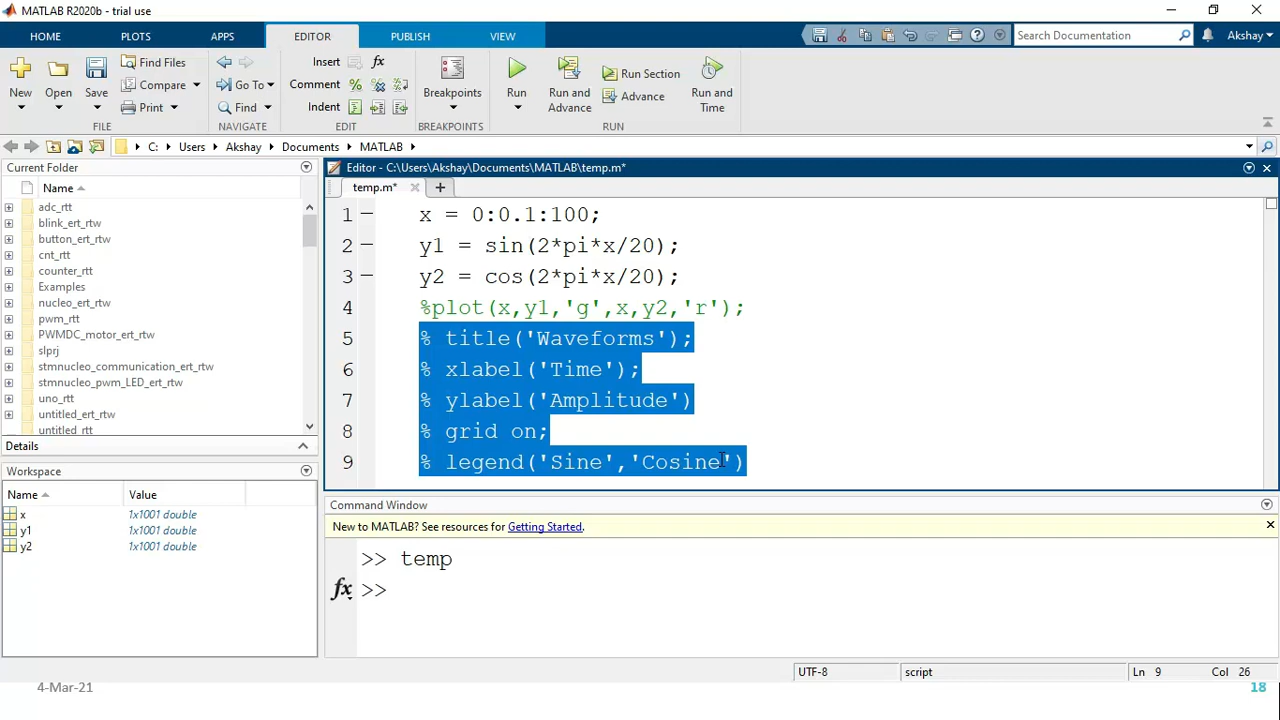 MATLAB R2020b - trial use
HOME PLOTS APPS EDITOR PUBLISH VIEW
Search Documentation
Akshay
New Open Save
Find Files
Compare
Print
Go To
Find
Insert fx
Comment
Indent
Breakpoints
Run
Run and Advance
Run Section
Advance
Run and Time
FILE NAVIGATE EDIT BREAKPOINTS RUN
C: Users Akshay Documents MATLAB
Current Folder
Name
adc_rtt
blink_ert_rtw
button_ert_rtw
cnt_rtt
counter_rtt
Examples
nucleo_ert_rtw
pwm_rtt
PWMDC_motor_ert_rtw
slprj
stmnucleo_communication_ert_rtw
stmnucleo_pwm_LED_ert_rtw
uno_rtt
untitled_ert_rtw
untitled_rtt
Details
Workspace
Name Value
x 1x1001 double
y1 1x1001 double
y2 1x1001 double
Editor - C:\Users\Akshay\Documents\MATLAB\temp.m*
temp.m*
1 x = 0:0.1:100;
2 y1 = sin(2*pi*x/20);
3 y2 = cos(2*pi*x/20);
4 %plot(x,y1,'g',x,y2,'r');
5 % title('Waveforms');
6 % xlabel('Time');
7 % ylabel('Amplitude')
8 % grid on;
9 % legend('Sine','Cosine')
Command Window
New to MATLAB? See resources for Getting Started.
>> temp
fx >>
UTF-8 script Ln 9 Col 26
4-Mar-21 18